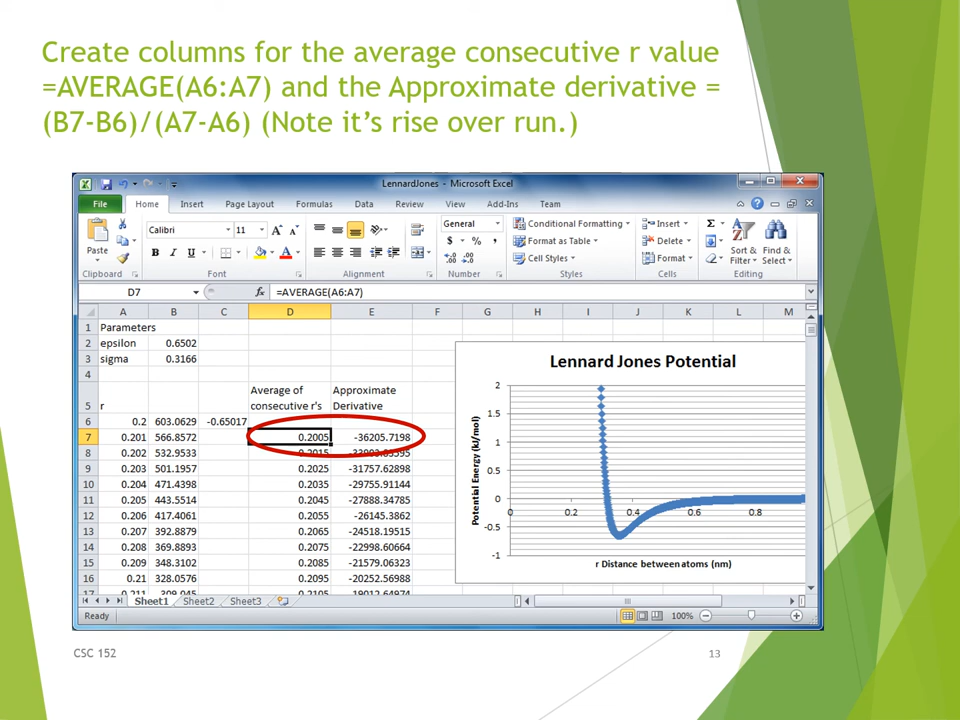 Create columns for the average consecutive r value
=AVERAGE(A6:A7) and the Approximate derivative =
(B7-B6)/(A7-A6) (Note it's rise over run.)
LennardJones - Microsoft Excel
File Home Insert Page Layout Formulas Data Review View Add-Ins Team
Paste
Calibri 11
B I U
A A
General
$ % ,
Conditional Formatting
Format as Table
Cell Styles
Insert
Delete
Format
Σ
Sort & Filter
Find & Select
Clipboard Font Alignment Number Styles Cells Editing
D7 fx =AVERAGE(A6:A7)
A B C D E F G H I J K L M
1 Parameters
2 epsilon 0.6502
3 sigma 0.3166
4
Average of Approximate
5 r consecutive r's Derivative
6 0.2 603.0629 -0.65017
7 0.201 566.8572 0.2005 -36205.7198
8 0.202 532.9533 0.2015
9 0.203 501.1957 0.2025 -31757.62898
10 0.204 471.4398 0.2035 -29755.91144
11 0.205 443.5514 0.2045 -27888.34785
12 0.206 417.4061 0.2055 -26145.3862
13 0.207 392.8879 0.2065 -24518.19515
14 0.208 369.8893 0.2075 -22998.60664
15 0.209 348.3102 0.2085 -21579.06323
16 0.21 328.0576 0.2095 -20252.56988
17 0.211 309.045 0.2105 -19012.64974
Lennard Jones Potential
Potential Energy (kJ/mol)
2
1.5
1
0.5
0
-0.5
-1
0 0.2 0.4 0.6 0.8
r Distance between atoms (nm)
Sheet1 Sheet2 Sheet3
Ready 100%
CSC 152
13